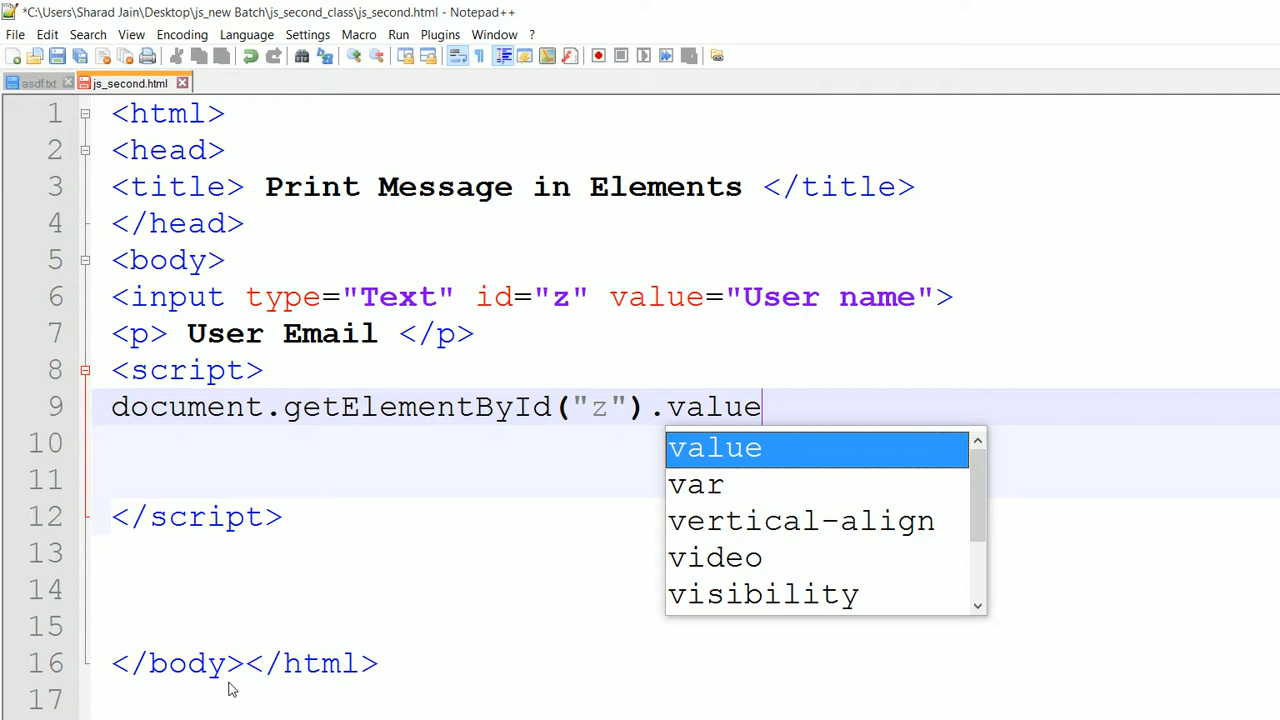 *C:\Users\Sharad Jain\Desktop\js_new Batch\js_second_class\js_second.html - Notepad++
File Edit Search View Encoding Language Settings Macro Run Plugins Window ?
asdf.txt js_second.html
1 <html>
2 <head>
3 <title> Print Message in Elements </title>
4 </head>
5 <body>
6 <input type="Text" id="z" value="User name">
7 <p> User Email </p>
8 <script>
9 document.getElementById("z").value
10
11
12 </script>
13
14
15
16 </body></html>
17
value
var
vertical-align
video
visibility